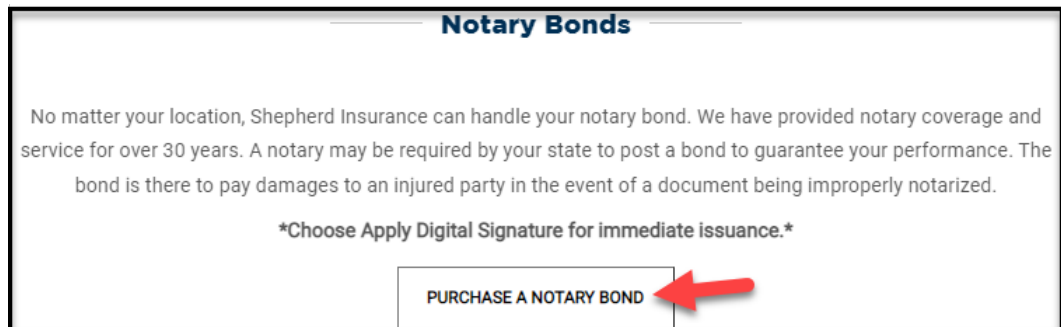 Notary Bonds
No matter your location, Shepherd Insurance can handle your notary bond. We have provided notary coverage and
service for over 30 years. A notary may be required by your state to post a bond to guarantee your performance. The
bond is there to pay damages to an injured party in the event of a document being improperly notarized.
*Choose Apply Digital Signature for immediate issuance.*
PURCHASE A NOTARY BOND